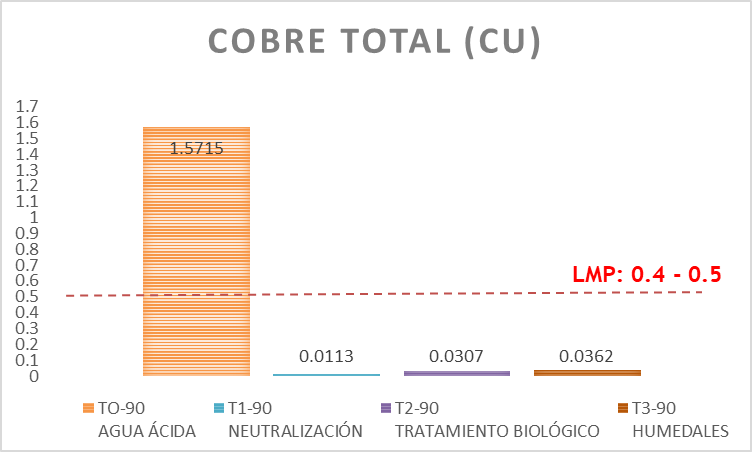 COBRE TOTAL (CU)
1.7
1.6
1.5
1.4
1.3
1.2
1.1
1
0.9
0.8
0.7
0.6
0.5
0.4
0.3
0.2
0.1
0
1.5715
0.0113
0.0307
0.0362
LMP: 0.4 - 0.5
TO-90
AGUA ÁCIDA
T1-90
NEUTRALIZACIÓN
T2-90
TRATAMIENTO BIOLÓGICO
T3-90
HUMEDALES